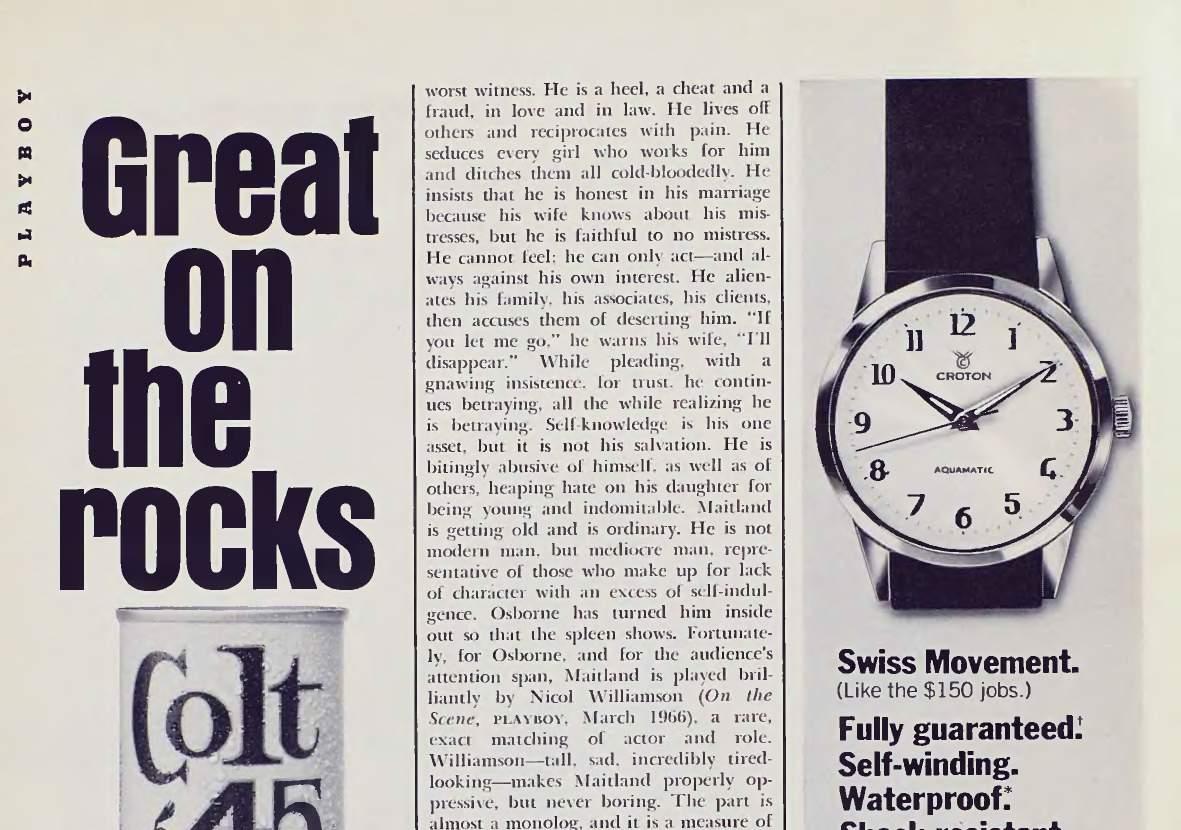 PLAYBOY
Great
on
the
rocks
Colt
45
worst witness. He is a heel, a cheat and a
fraud, in love and in law. He lives off
others and reciprocates with pain. He
seduces every girl who works for him
and ditches them all cold-bloodedly. He
insists that he is honest in his marriage
because his wife knows about his mis-
tresses, but he is faithful to no mistress.
He cannot feel; he can only act—and al-
ways against his own interest. He alien-
ates his family, his associates, his clients,
then accuses them of deserting him. "If
you let me go," he warns his wife, "I'll
disappear." While pleading, with a
gnawing insistence, for trust, he contin-
ues betraying, all the while realizing he
is betraying. Self-knowledge is his one
asset, but it is not his salvation. He is
bitingly abusive of himself, as well as of
others, heaping hate on his daughter for
being young and indomitable. Maitland
is getting old and is ordinary. He is not
modern man, but mediocre man, repre-
sentative of those who make up for lack
of character with an excess of self-indul-
gence. Osborne has turned him inside
out so that the spleen shows. Fortunate-
ly, for Osborne, and for the audience's
attention span, Maitland is played bril-
liantly by Nicol Williamson (On the
Scene, PLAYBOY, March 1966), a rare,
exact matching of actor and role.
Williamson—tall, sad, incredibly tired-
looking—makes Maitland properly op-
pressive, but never boring. The part is
almost a monolog, and it is a measure of
12
11 1
CROTON
10 2
9 3
AQUAMATIC
8 4
7 5
6
Swiss Movement.
(Like the $150 jobs.)
Fully guaranteed.†
Self-winding.
Waterproof.*
Shock resistant